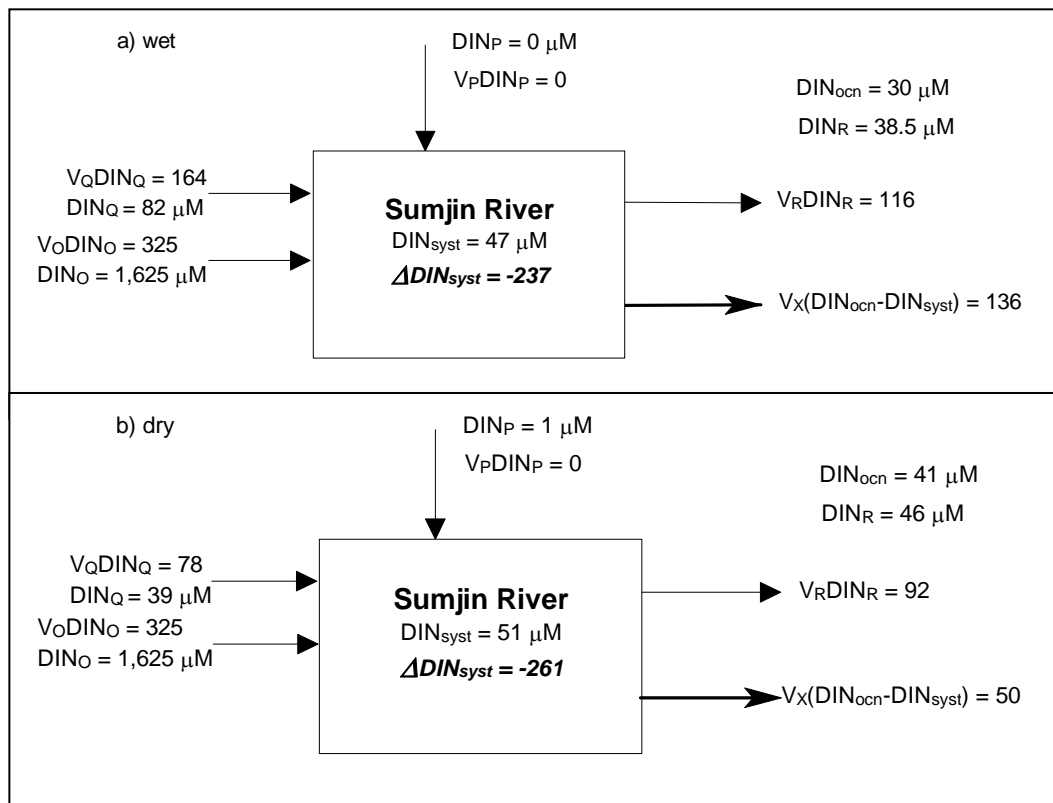 a) wet
DINP = 0 μM
VPDINP = 0
DINocn = 30 μM
DINR = 38.5 μM
VQDINQ = 164
DINQ = 82 μM
VODINO = 325
DINO = 1,625 μM
Sumjin River
DINsyst = 47 μM
ΔDINsyst = -237
VRDINR = 116
VX(DINocn-DINsyst) = 136
b) dry
DINP = 1 μM
VPDINP = 0
DINocn = 41 μM
DINR = 46 μM
VQDINQ = 78
DINQ = 39 μM
VODINO = 325
DINO = 1,625 μM
Sumjin River
DINsyst = 51 μM
ΔDINsyst = -261
VRDINR = 92
VX(DINocn-DINsyst) = 50